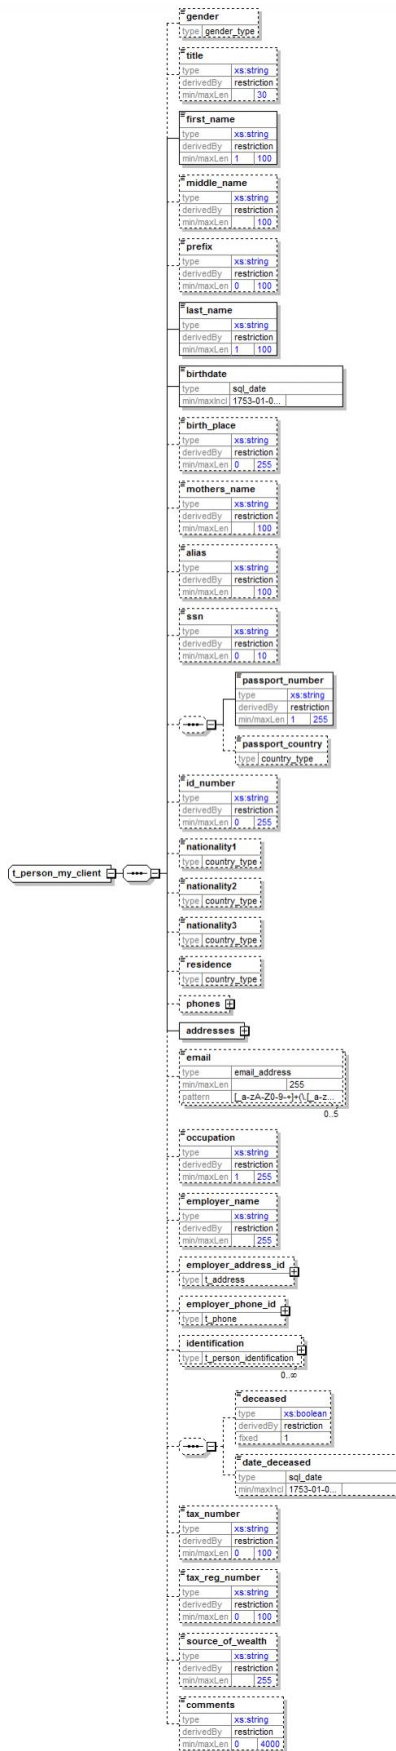 gender
type gender_type
title
type xs:string
derivedBy restriction
min/maxLen 30
first_name
type xs:string
derivedBy restriction
min/maxLen 1 100
middle_name
type xs:string
derivedBy restriction
min/maxLen 100
prefix
type xs:string
derivedBy restriction
min/maxLen 0 100
last_name
type xs:string
derivedBy restriction
min/maxLen 1 100
birthdate
type sql_date
min/maxIncl 1753-01-0...
birth_place
type xs:string
derivedBy restriction
min/maxLen 0 255
mothers_name
type xs:string
derivedBy restriction
min/maxLen 100
alias
type xs:string
derivedBy restriction
min/maxLen 100
ssn
type xs:string
derivedBy restriction
min/maxLen 0 10
passport_number
type xs:string
derivedBy restriction
min/maxLen 1 255
passport_country
type country_type
id_number
type xs:string
derivedBy restriction
min/maxLen 0 255
t_person_my_client
nationality1
type country_type
nationality2
type country_type
nationality3
type country_type
residence
type country_type
phones
addresses
email
type email_address
min/maxLen 255
pattern [_a-zA-Z0-9-+]+(\.[_a-z...
0..5
occupation
type xs:string
derivedBy restriction
min/maxLen 1 255
employer_name
type xs:string
derivedBy restriction
min/maxLen 255
employer_address_id
type t_address
employer_phone_id
type t_phone
identification
type t_person_identification
0..∞
deceased
type xs:boolean
derivedBy restriction
fixed 1
date_deceased
type sql_date
min/maxIncl 1753-01-0...
tax_number
type xs:string
derivedBy restriction
min/maxLen 0 100
tax_reg_number
type xs:string
derivedBy restriction
min/maxLen 0 100
source_of_wealth
type xs:string
derivedBy restriction
min/maxLen 255
comments
type xs:string
derivedBy restriction
min/maxLen 0 4000